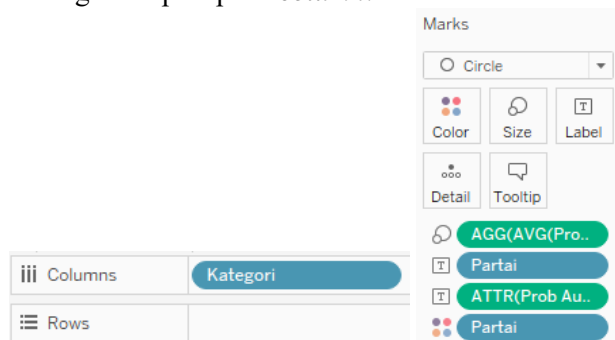 Marks
Circle
Color Size Label
Detail Tooltip
AGG(AVG(Pro..
T Partai
T ATTR(Prob Au..
Partai
Columns Kategori
Rows